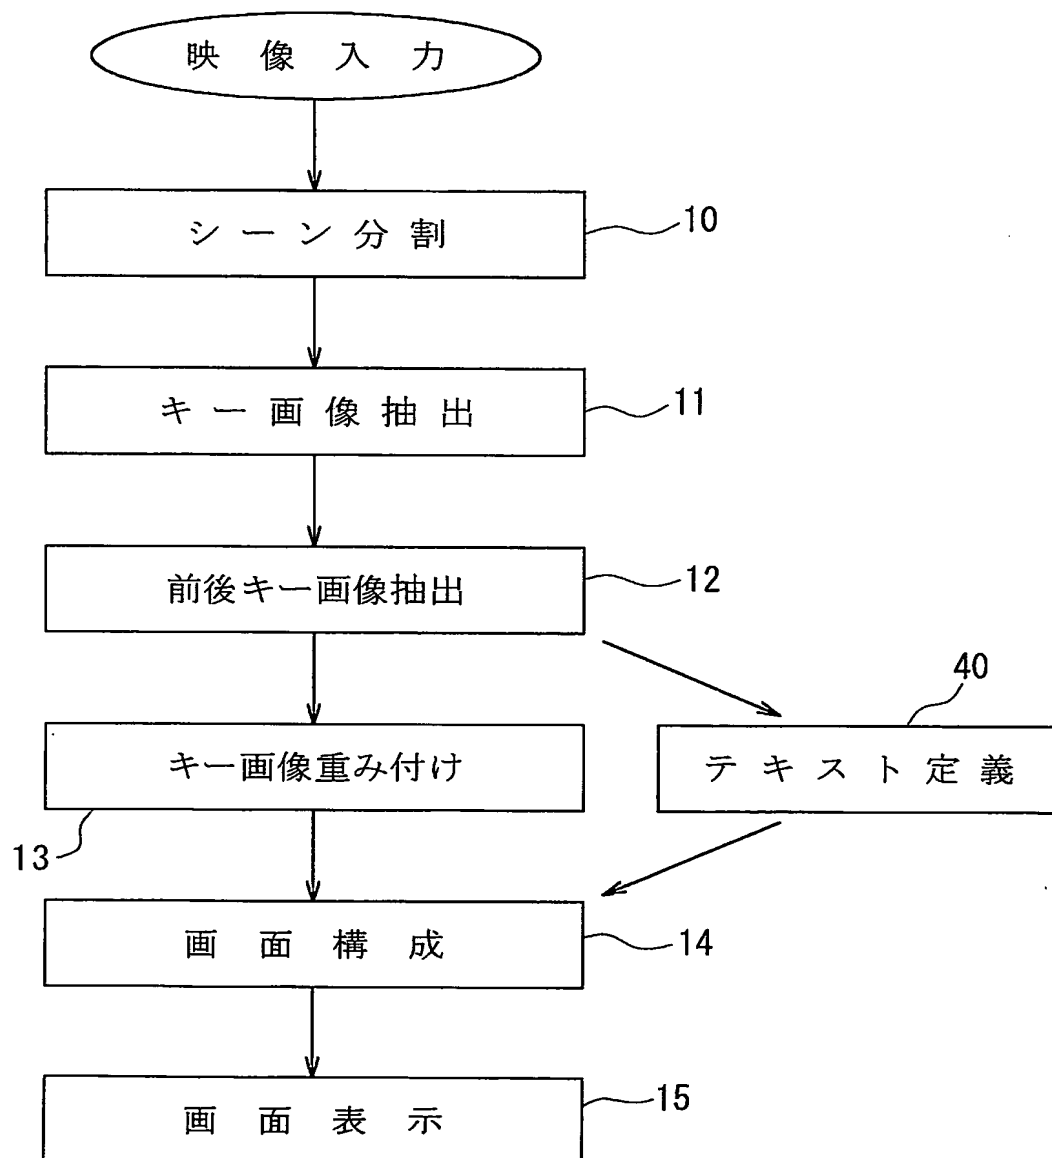 映像入力
シーン分割
10
キー画像抽出
11
前後キー画像抽出
12
40
キー画像重み付け
テキスト定義
13
画面構成
14
画面表示
15